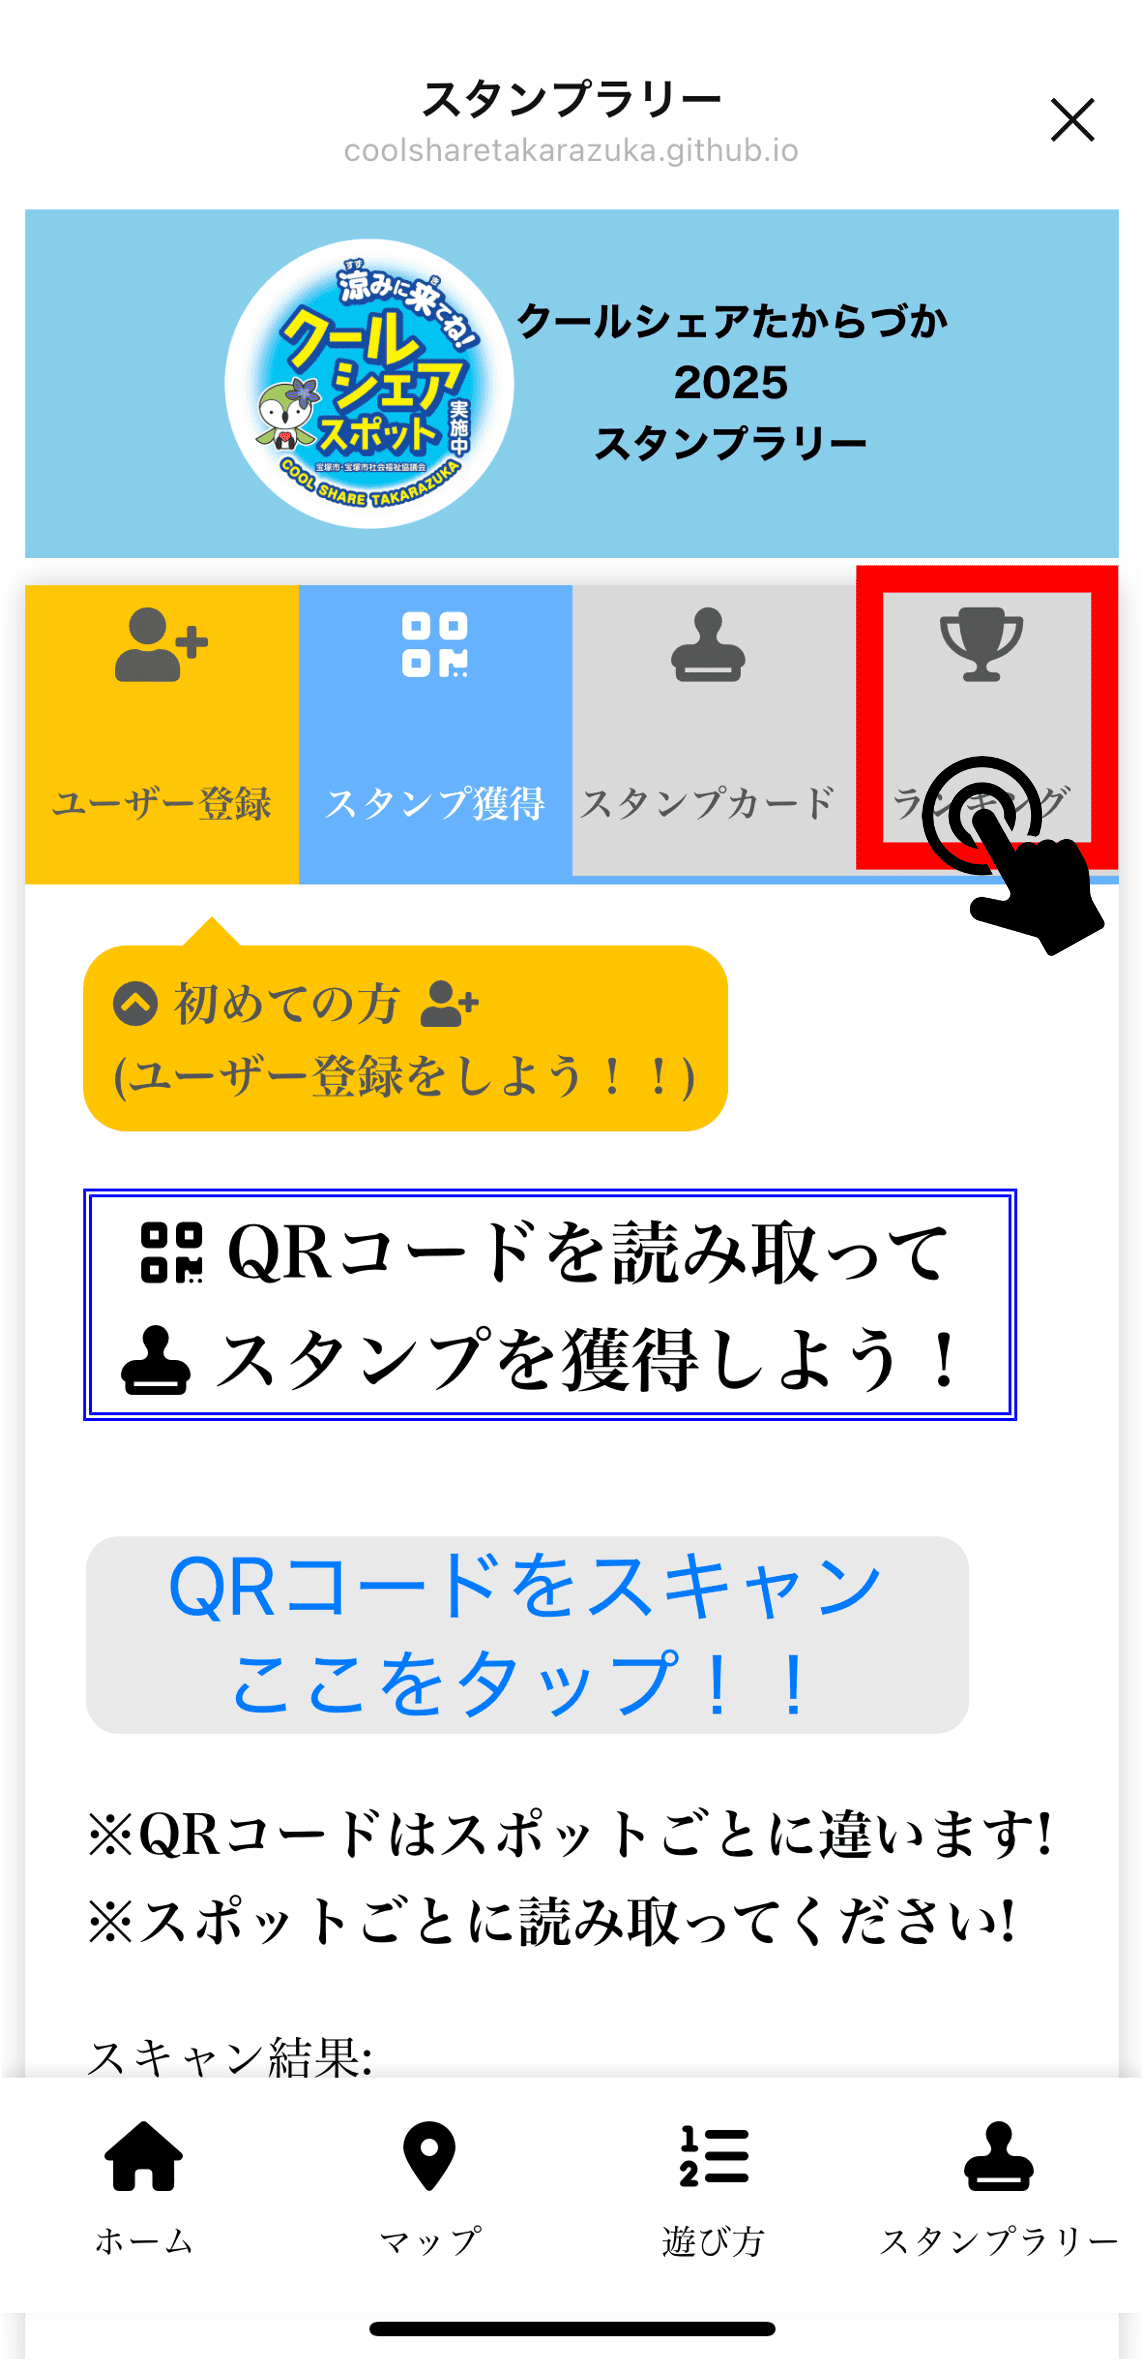 スタンプラリー
coolsharetakarazuka.github.io
すず
き
涼みに来てね!
クール
シェア
スポット
実施中
宝塚市・宝塚市社会福祉協議会
COOL SHARE TAKARAZUKA
クールシェアたからづか
2025
スタンプラリー
ユーザー登録
スタンプ獲得
スタンプカード
ランキング
初めての方
(ユーザー登録をしよう！！)
QRコードを読み取って
スタンプを獲得しよう！
QRコードをスキャン
ここをタップ！！
※QRコードはスポットごとに違います!
※スポットごとに読み取ってください!
スキャン結果:
1
2
ホーム
マップ
遊び方
スタンプラリー